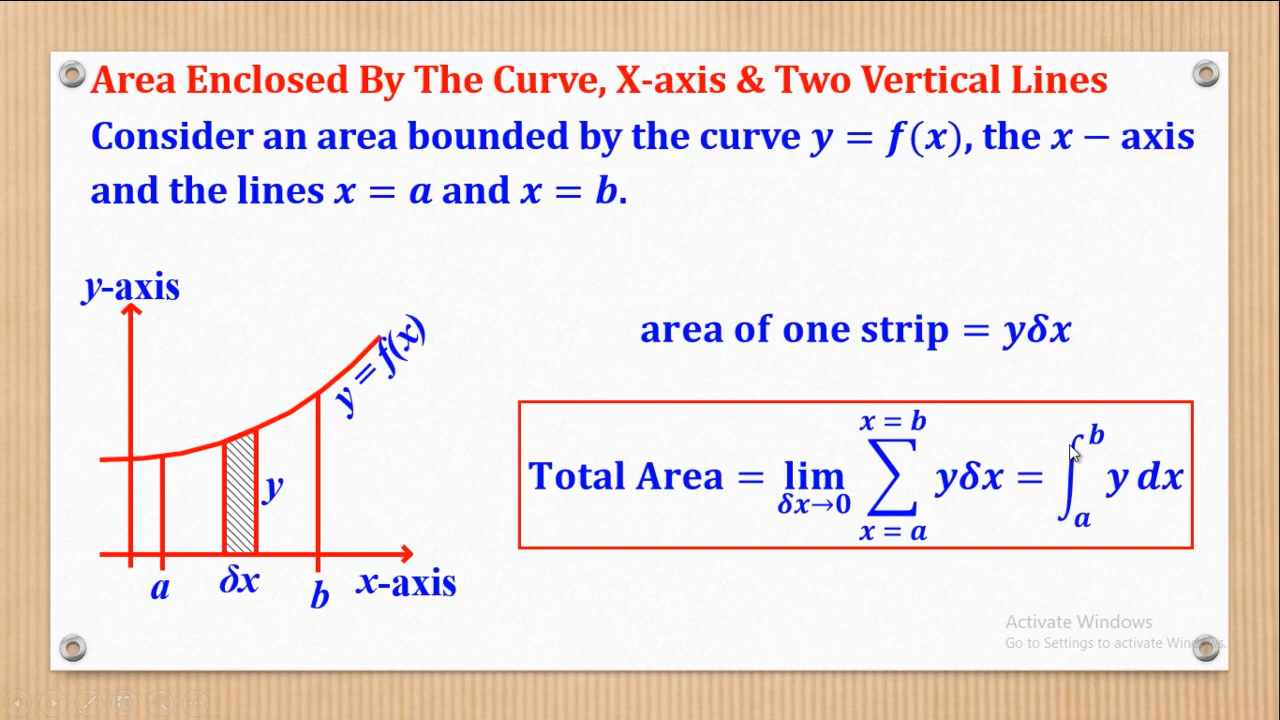 Area Enclosed By The Curve, X-axis & Two Vertical Lines
Consider an area bounded by the curve y = f(x), the x − axis
and the lines x = a and x = b.
y-axis
y = f(x)
y
a
δx
b
x-axis
area of one strip = yδx
Total Area = lim δx→0 ∑ x = a x = b yδx = ∫ a b y dx
Activate Windows
Go to Settings to activate Windows.